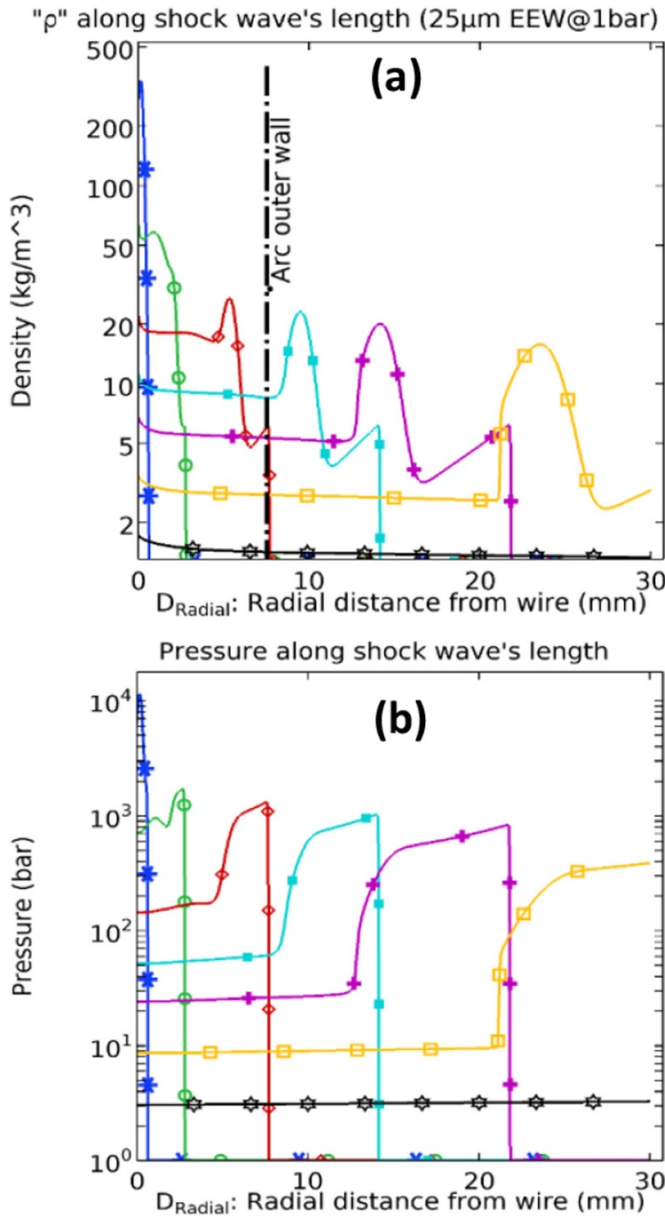 "ρ" along shock wave's length (25μm EEW@1bar)
(a)
500
200
100
50
20
10
5
2
Density (kg/m^3)
Arc outer wall
0 10 20 30
D_Radial: Radial distance from wire (mm)
Pressure along shock wave's length
(b)
10^4
10^3
10^2
10^1
10^0
Pressure (bar)
0 10 20 30
D_Radial: Radial distance from wire (mm)